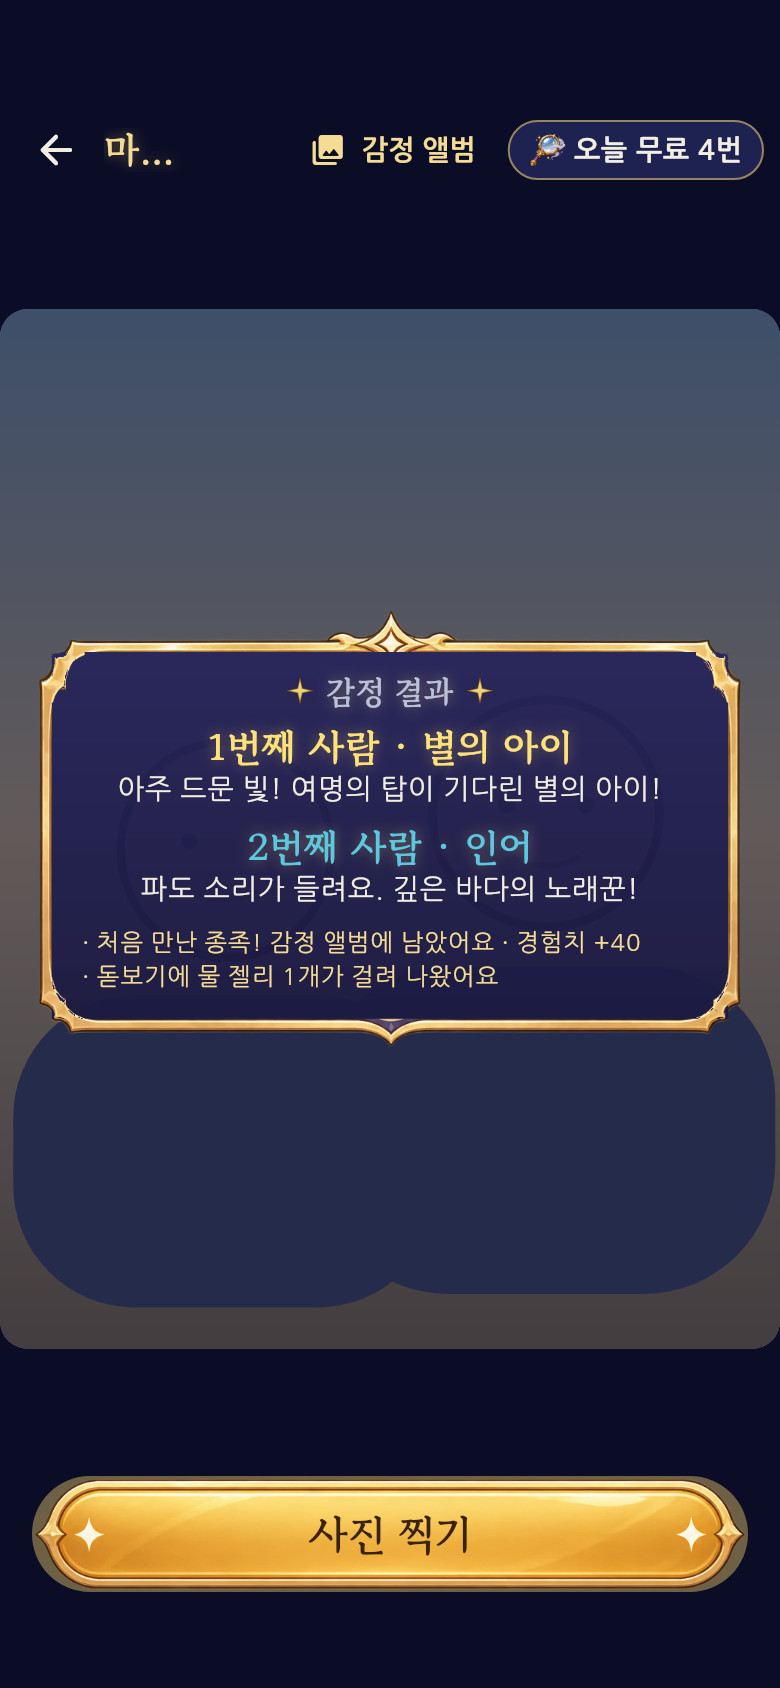 마...
감정 앨범
오늘 무료 4번
감정 결과
1번째 사람 · 별의 아이
아주 드문 빛! 여명의 탑이 기다린 별의 아이!
2번째 사람 · 인어
파도 소리가 들려요. 깊은 바다의 노래꾼!
· 처음 만난 종족! 감정 앨범에 남았어요 · 경험치 +40
· 돋보기에 물 젤리 1개가 걸려 나왔어요
사진 찍기